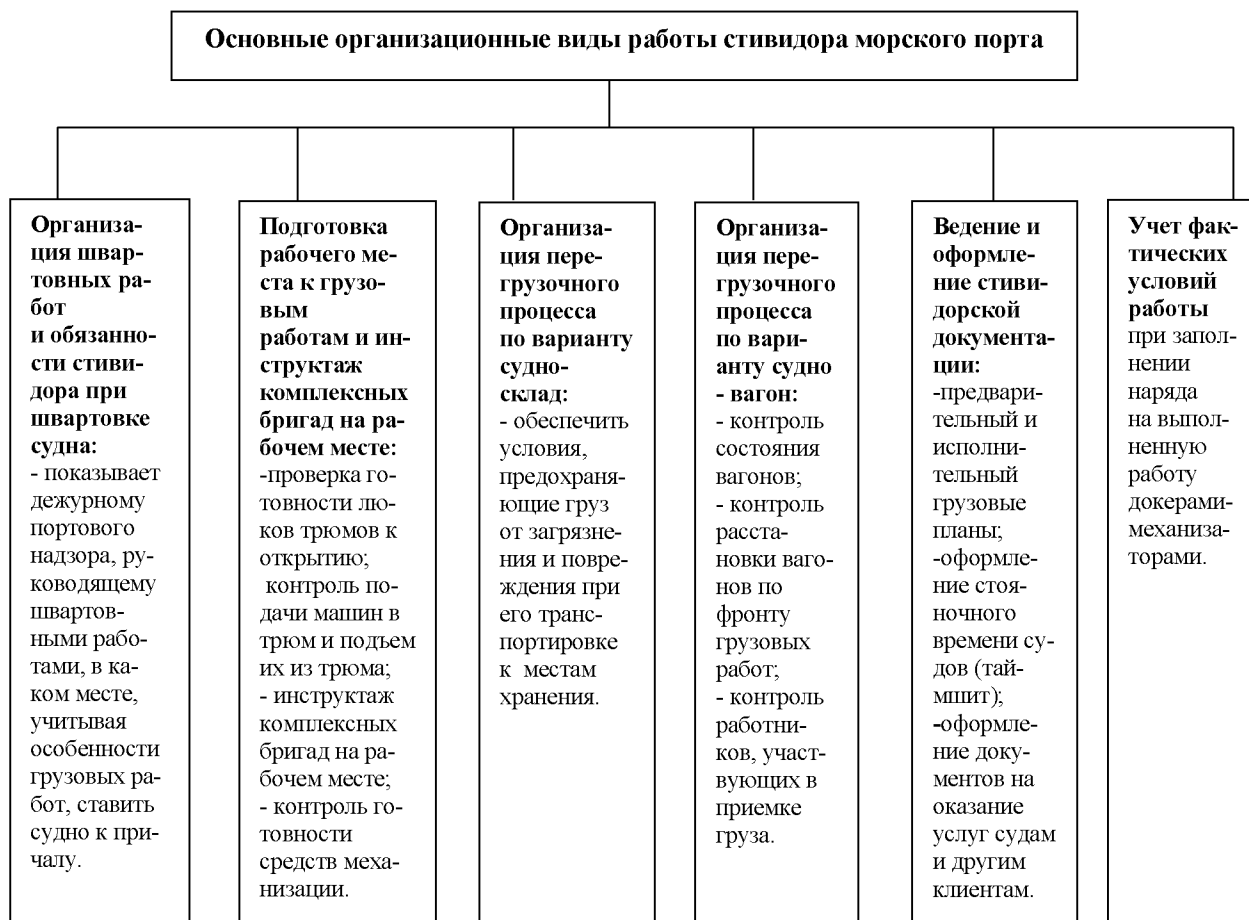 Основные организационные виды работы стивидора морского порта
Организа-
ция швар-
товных ра-
бот
и обязанно-
сти стиви-
дора при
швартовке
судна:
- показывает
дежурному
портового
надзора, ру-
ководящему
швартов-
ными рабо-
тами, в ка-
ком месте,
учитывая
особенности
грузовых ра-
бот, ставить
судно к при-
чалу.
Подготовка
рабочего ме-
ста к грузо-
вым
работам и ин-
структаж
комплексных
бригад на ра-
бочем месте:
-проверка го-
товности лю-
ков трюмов к
открытию;
контроль по-
дачи машин в
трюм и подъем
их из трюма;
- инструктаж
комплексных
бригад на ра-
бочем месте;
- контроль го-
товности
средств меха-
низации.
Организа-
ция пере-
грузочного
процесса
по варианту
судно-
склад:
- обеспечить
условия,
предохраня-
ющие груз
от загрязне-
ния и повре-
ждения при
его транс-
портировке
к местам
хранения.
Организа-
ция пере-
грузочного
процесса
по вари-
анту судно
- вагон:
- контроль
состояния
вагонов;
- контроль
расста-
новки ваго-
нов по
фронту
грузовых
работ;
- контроль
работни-
ков, участ-
вующих в
приемке
груза.
Ведение и
оформле-
ние стиви-
дорской
документа-
ции:
-предвари-
тельный и
исполни-
тельный
грузовые
планы;
-оформле-
ние стоя-
ночного
времени су-
дов (тай-
мшит);
-оформле-
ние доку-
ментов на
оказание
услуг судам
и другим
клиентам.
Учет фак-
тических
условий
работы
при запол-
нении
наряда
на выпол-
ненную
работу
докерами-
механиза-
торами.